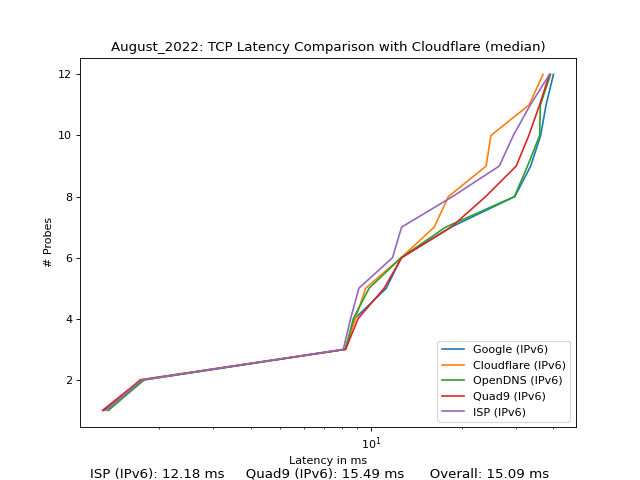 August_2022: TCP Latency Comparison with Cloudflare (median)
12
10
8
6
4
2
# Probes
Google (IPv6)
Cloudflare (IPv6)
OpenDNS (IPv6)
Quad9 (IPv6)
ISP (IPv6)
10¹
Latency in ms
ISP (IPv6): 12.18 ms Quad9 (IPv6): 15.49 ms Overall: 15.09 ms